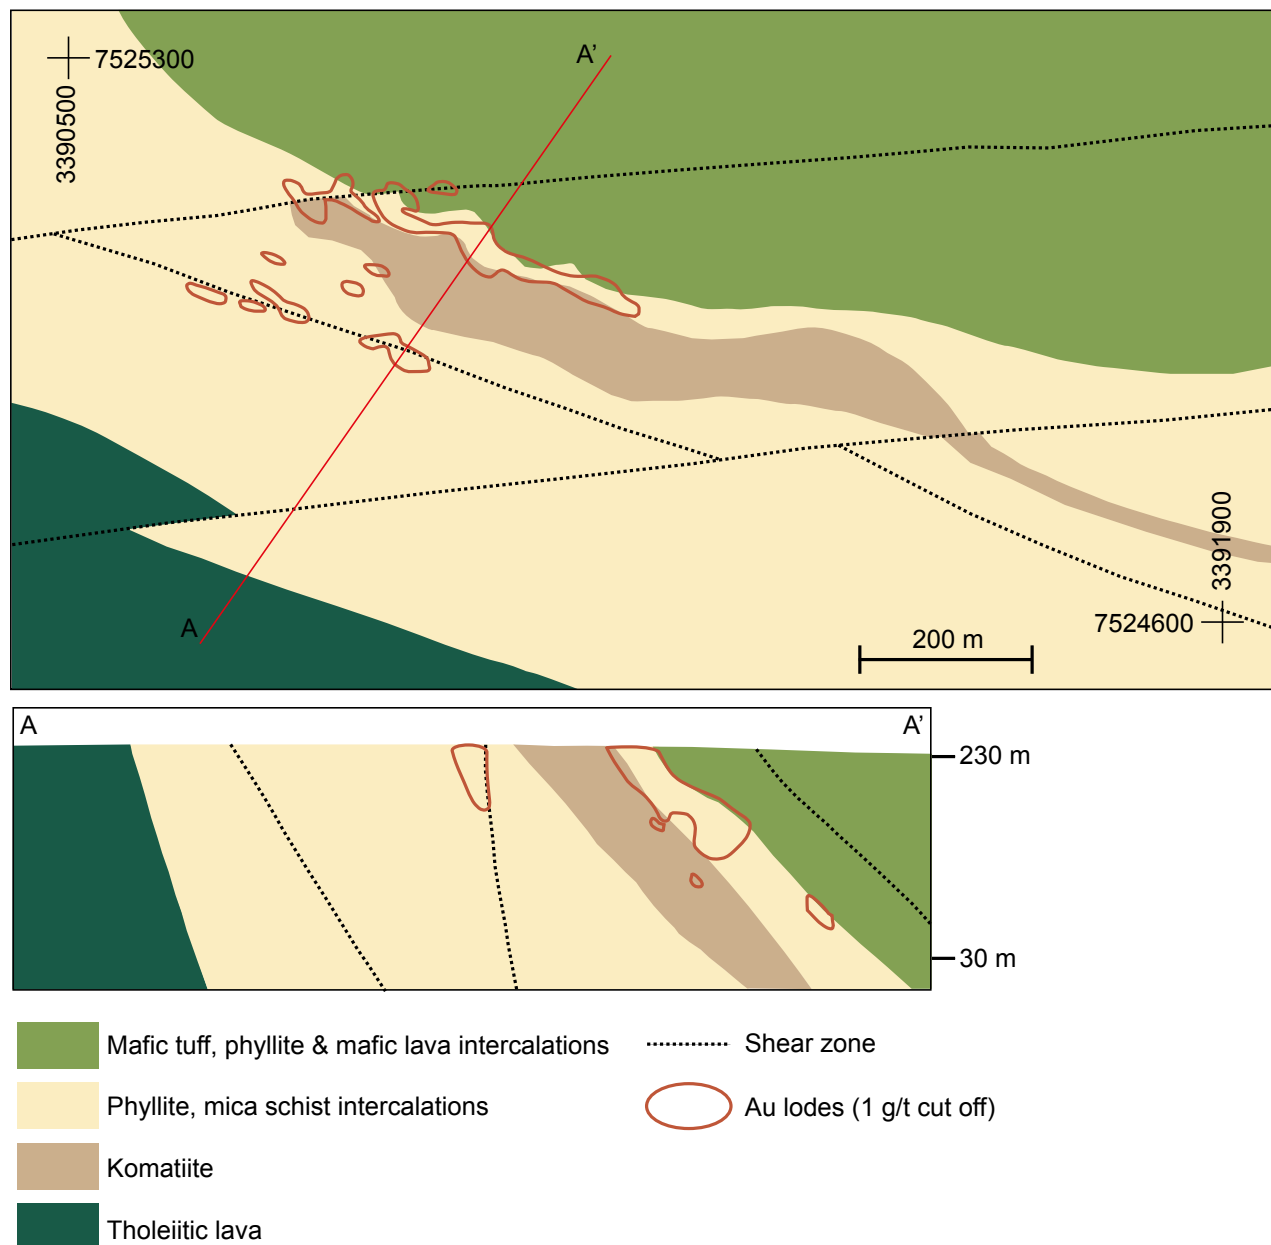 A’
7525300
3390500
A
200 m
7524600
3391900
A
A’
230 m
30 m
Mafic tuff, phyllite & mafic lava intercalations
Shear zone
Phyllite, mica schist intercalations
Au lodes (1 g/t cut off)
Komatiite
Tholeiitic lava